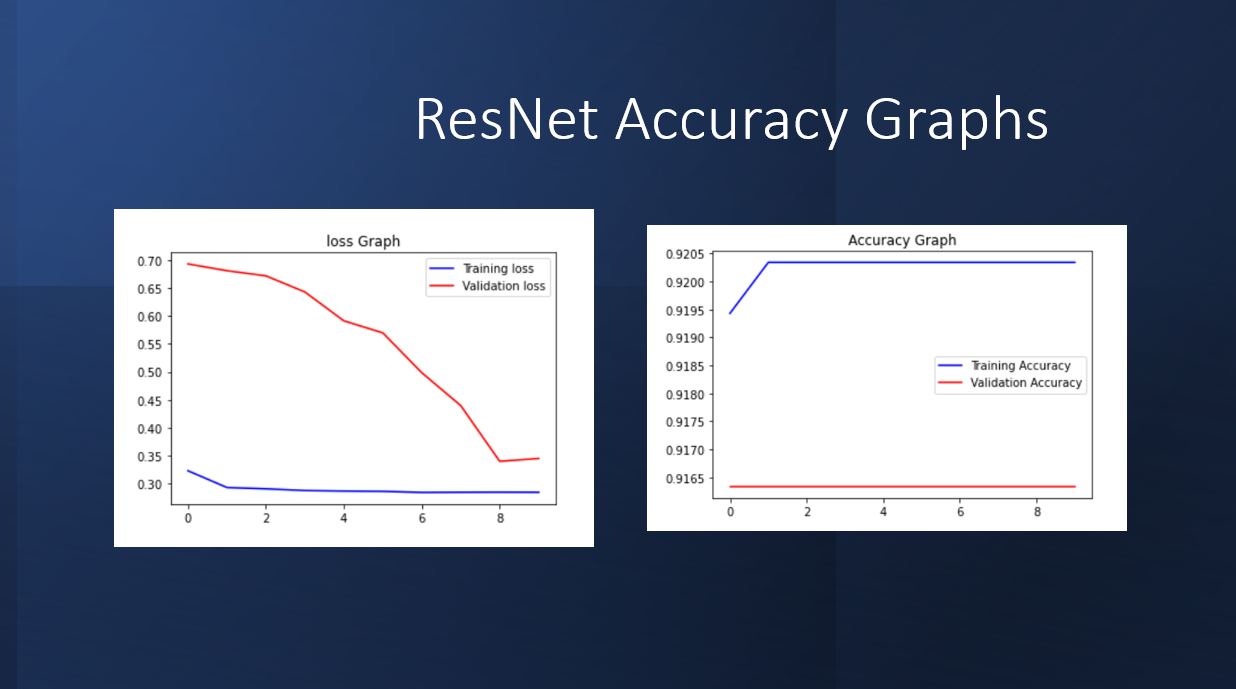 ResNet Accuracy Graphs
loss Graph
0.70
0.65
0.60
0.55
0.50
0.45
0.40
0.35
0.30
0 2 4 6 8
Training loss
Validation loss
Accuracy Graph
0.9205
0.9200
0.9195
0.9190
0.9185
0.9180
0.9175
0.9170
0.9165
0 2 4 6 8
Training Accuracy
Validation Accuracy